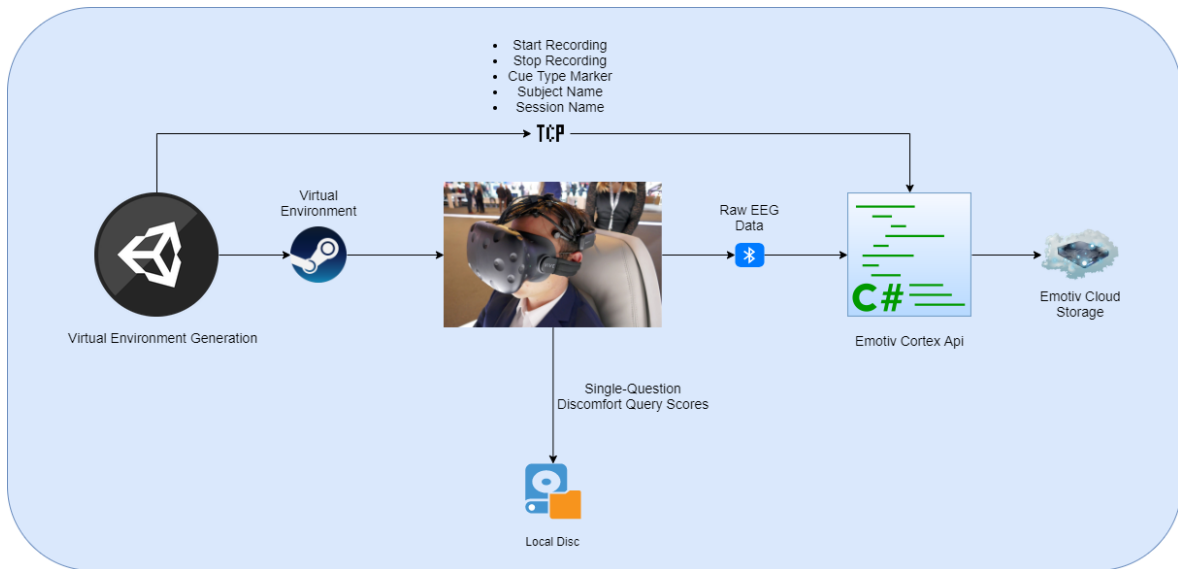 Start Recording
Stop Recording
Cue Type Marker
Subject Name
Session Name
TCP
Virtual
Environment
Raw EEG
Data
C#
Virtual Environment Generation
Emotiv Cortex Api
Emotiv Cloud
Storage
Single-Question
Discomfort Query Scores
Local Disc